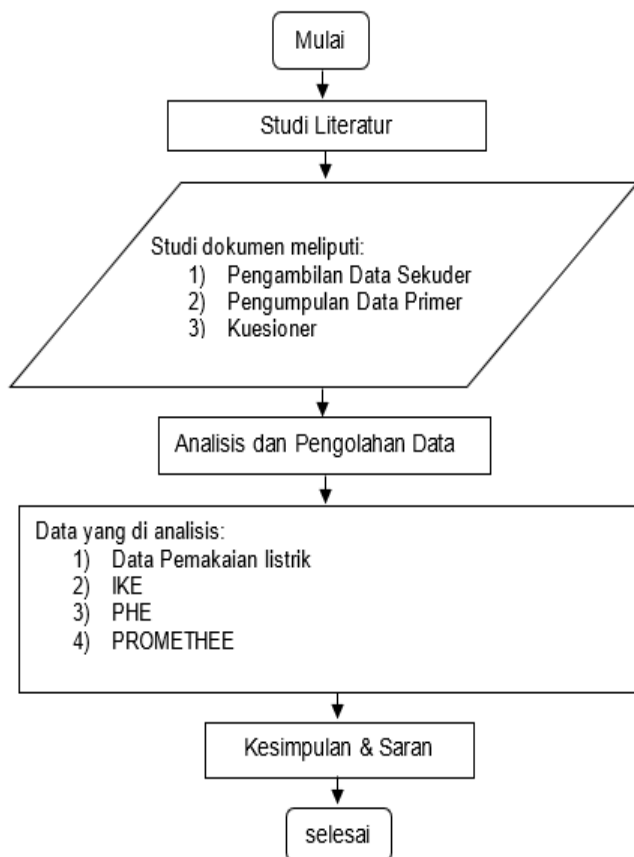 Mulai
Studi Literatur
Studi dokumen meliputi:
1) Pengambilan Data Sekuder
2) Pengumpulan Data Primer
3) Kuesioner
Analisis dan Pengolahan Data
Data yang di analisis:
1) Data Pemakaian listrik
2) IKE
3) PHE
4) PROMETHEE
Kesimpulan & Saran
selesai